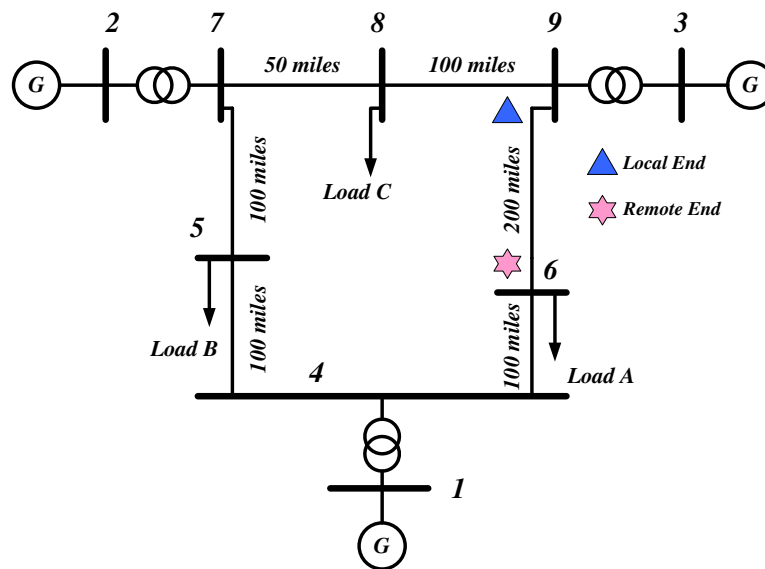 2
7
8
9
3
G
50 miles
100 miles
G
Load C
100 miles
200 miles
Local End
Remote End
5
6
Load B
100 miles
100 miles
Load A
4
1
G